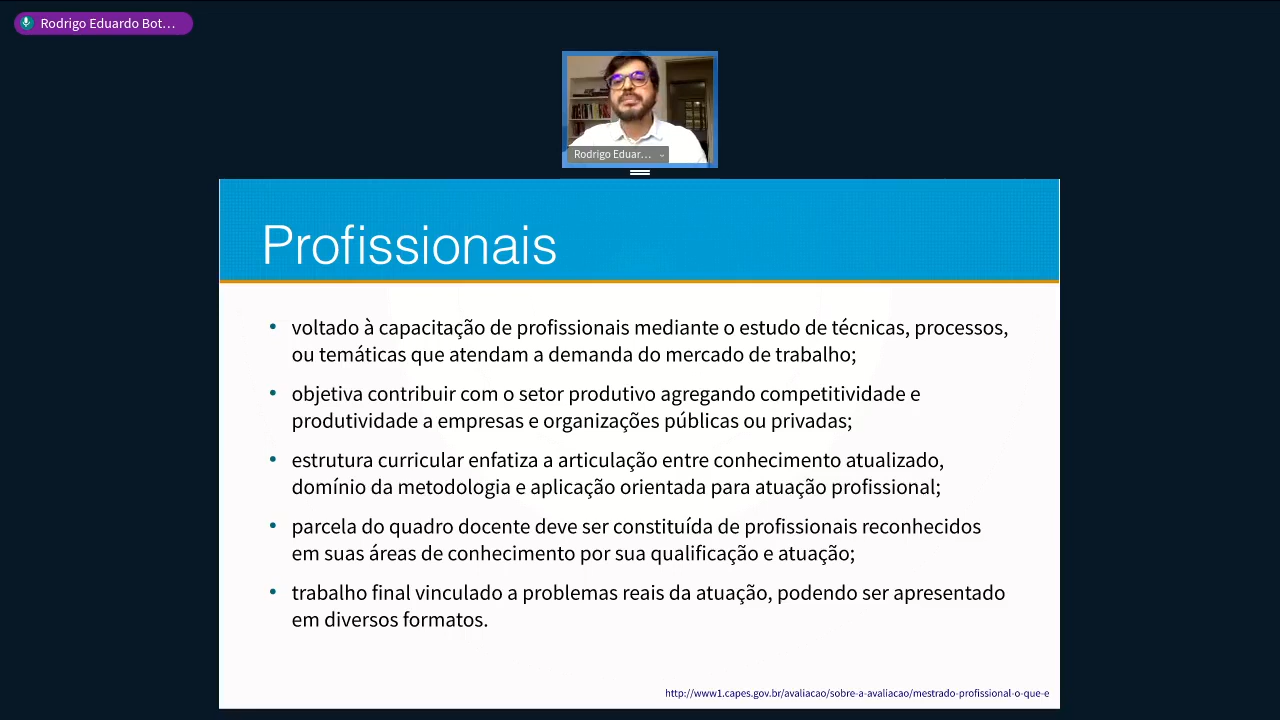 Rodrigo Eduardo Bot...
Rodrigo Eduar...
Profissionais
• voltado à capacitação de profissionais mediante o estudo de técnicas, processos,
ou temáticas que atendam a demanda do mercado de trabalho;
• objetiva contribuir com o setor produtivo agregando competitividade e
produtividade a empresas e organizações públicas ou privadas;
• estrutura curricular enfatiza a articulação entre conhecimento atualizado,
domínio da metodologia e aplicação orientada para atuação profissional;
• parcela do quadro docente deve ser constituída de profissionais reconhecidos
em suas áreas de conhecimento por sua qualificação e atuação;
• trabalho final vinculado a problemas reais da atuação, podendo ser apresentado
em diversos formatos.
http://www1.capes.gov.br/avaliacao/sobre-a-avaliacao/mestrado-profissional-o-que-e